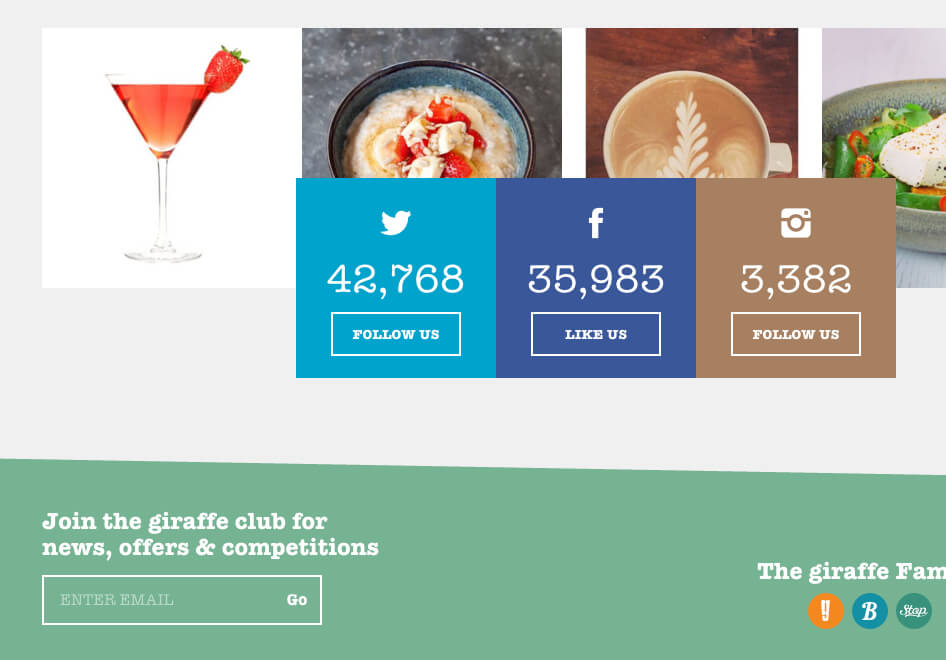 42,768
FOLLOW US
35,983
LIKE US
3,382
FOLLOW US
Join the giraffe club for
news, offers & competitions
ENTER EMAIL
Go
The giraffe Fam
!
B
Stop